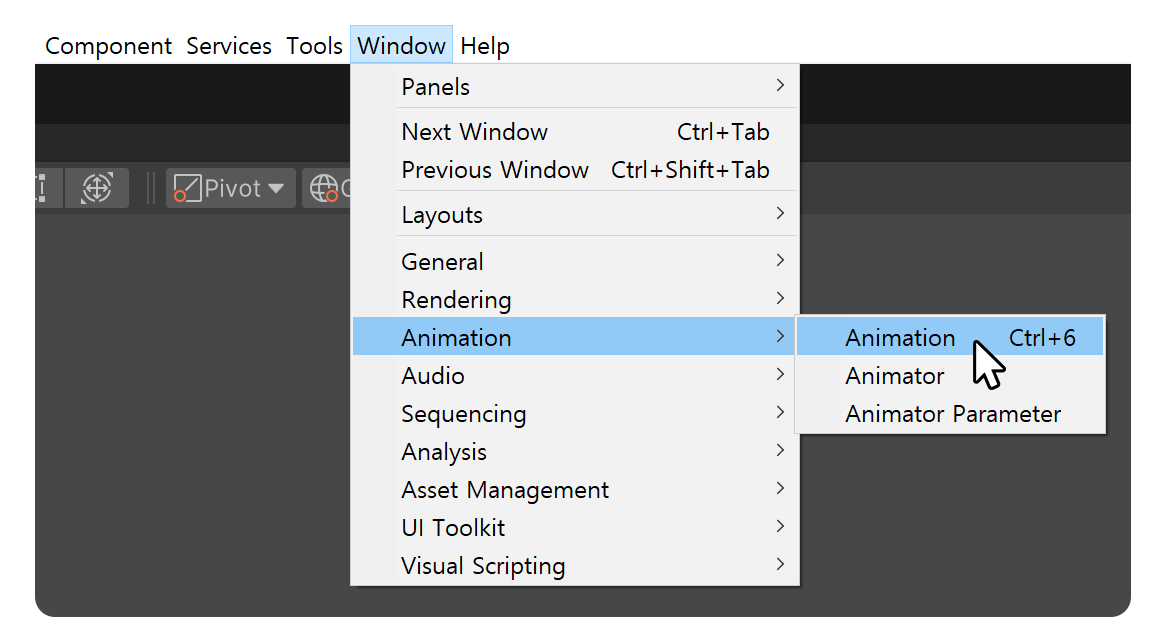 Component Services Tools Window Help
Panels
Next Window Ctrl+Tab
Previous Window Ctrl+Shift+Tab
Pivot
Layouts
General
Rendering
Animation
Animation Ctrl+6
Audio
Animator
Sequencing
Animator Parameter
Analysis
Asset Management
UI Toolkit
Visual Scripting